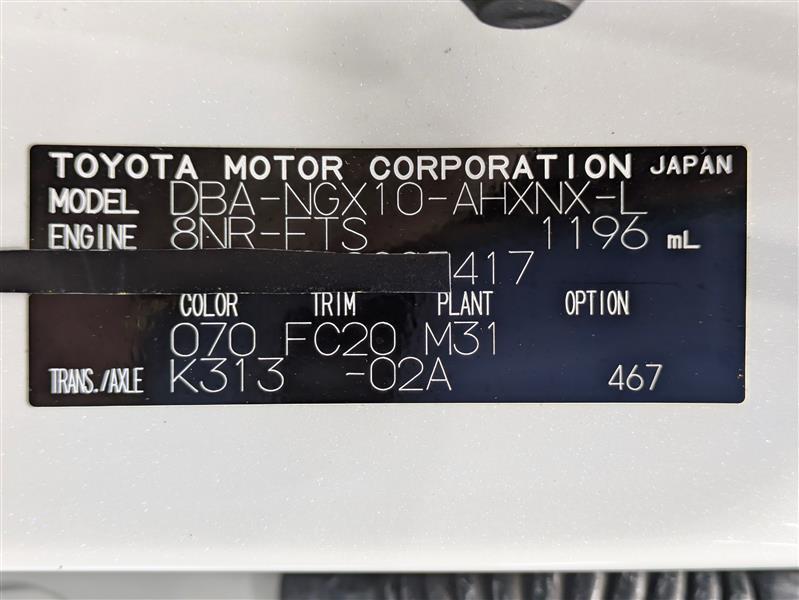 TOYOTA MOTOR CORPORATION JAPAN
MODEL DBA-NGX10-AHXNX-L
ENGINE 8NR-FTS 1196 mL
417
COLOR TRIM PLANT OPTION
070 FC20 M31
TRANS./AXLE K313 -02A 467